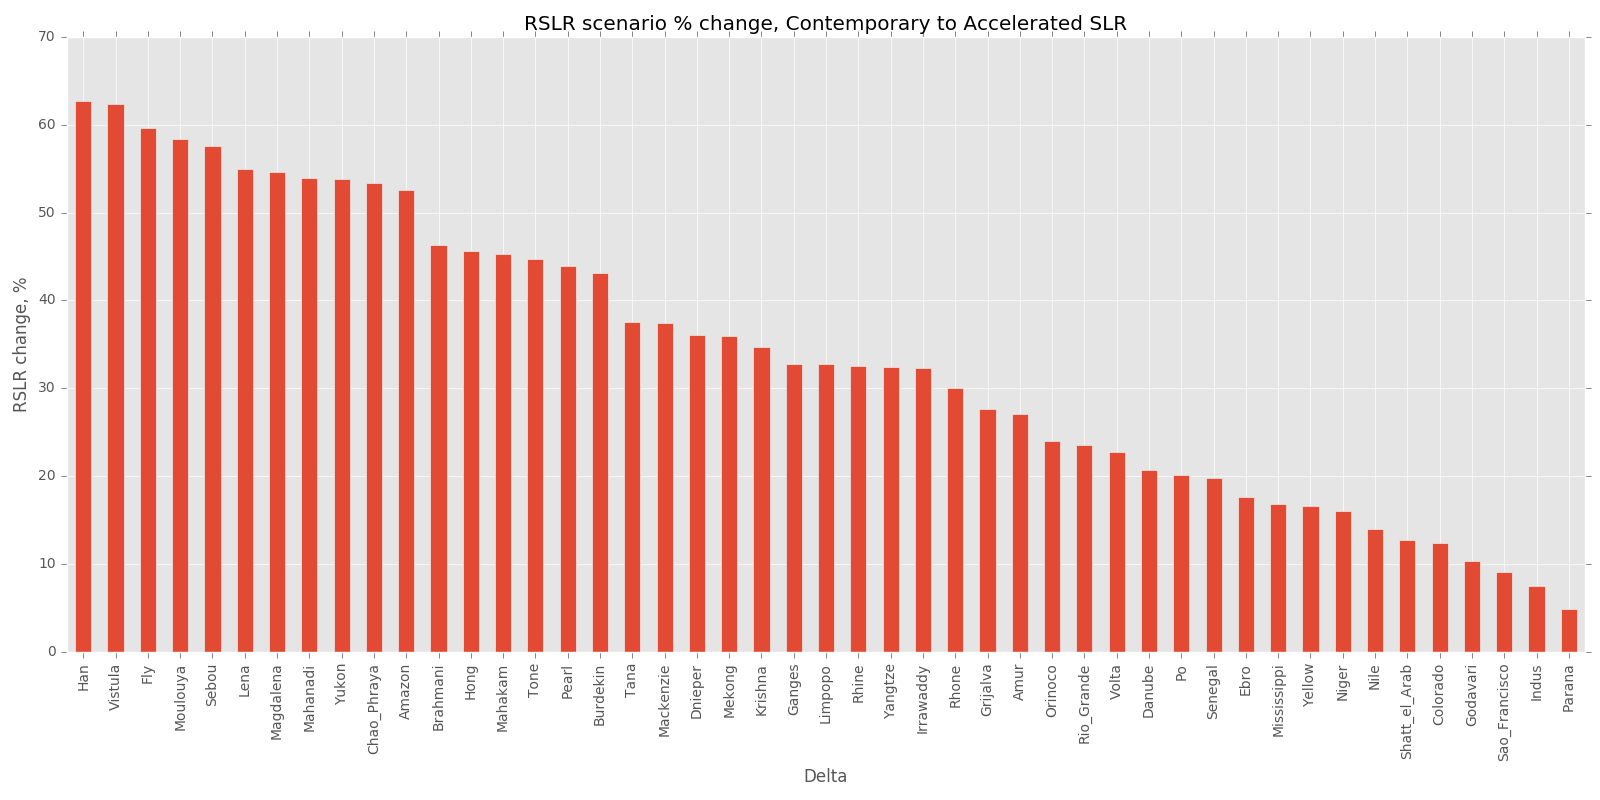 RSLR scenario % change, Contemporary to Accelerated SLR
RSLR change, %
70
60
50
40
30
20
10
0
Han
Vistula
Fly
Moulouya
Sebou
Lena
Magdalena
Mahanadi
Yukon
Chao_Phraya
Amazon
Brahmani
Hong
Mahakam
Tone
Pearl
Burdekin
Tana
Mackenzie
Dnieper
Mekong
Krishna
Ganges
Limpopo
Rhine
Yangtze
Irrawaddy
Rhone
Grijalva
Amur
Orinoco
Rio_Grande
Volta
Danube
Po
Senegal
Ebro
Mississippi
Yellow
Niger
Nile
Shatt_el_Arab
Colorado
Godavari
Sao_Francisco
Indus
Parana
Delta